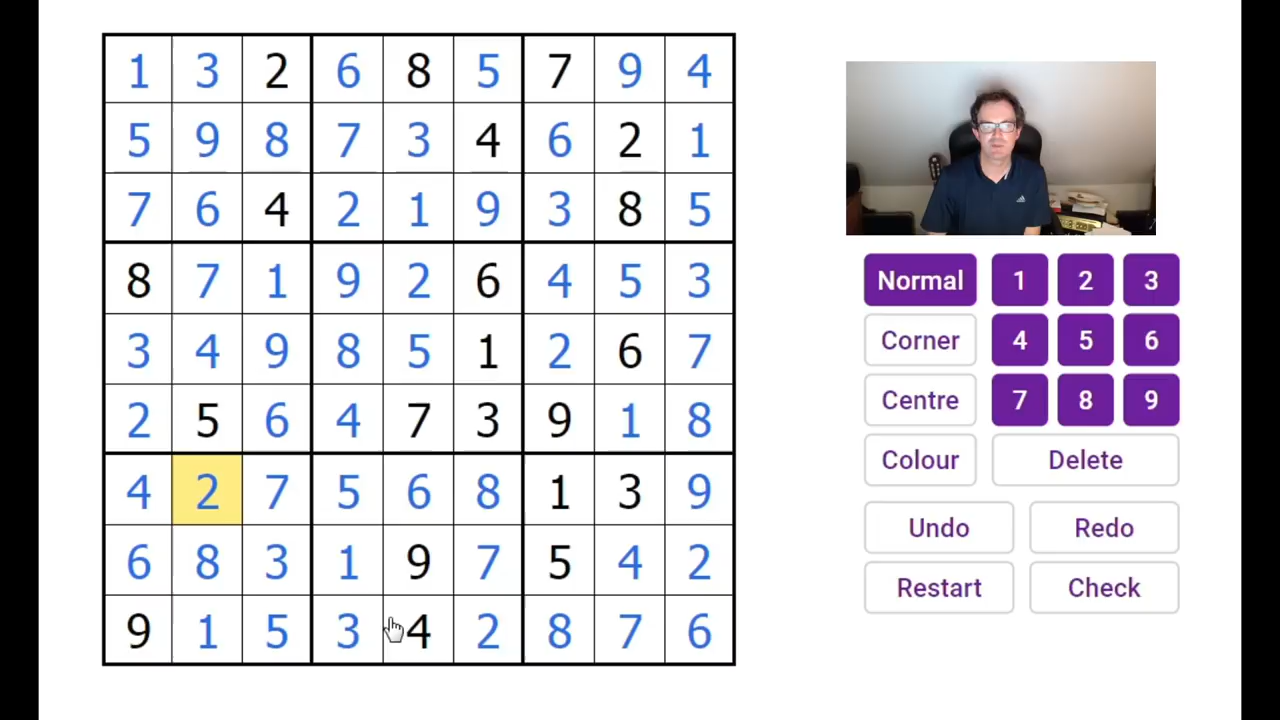 1 3 2 6 8 5 7 9 4
5 9 8 7 3 4 6 2 1
7 6 4 2 1 9 3 8 5
8 7 1 9 2 6 4 5 3
3 4 9 8 5 1 2 6 7
2 5 6 4 7 3 9 1 8
4 2 7 5 6 8 1 3 9
6 8 3 1 9 7 5 4 2
9 1 5 3 4 2 8 7 6
Normal 1 2 3
Corner 4 5 6
Centre 7 8 9
Colour Delete
Undo Redo
Restart Check